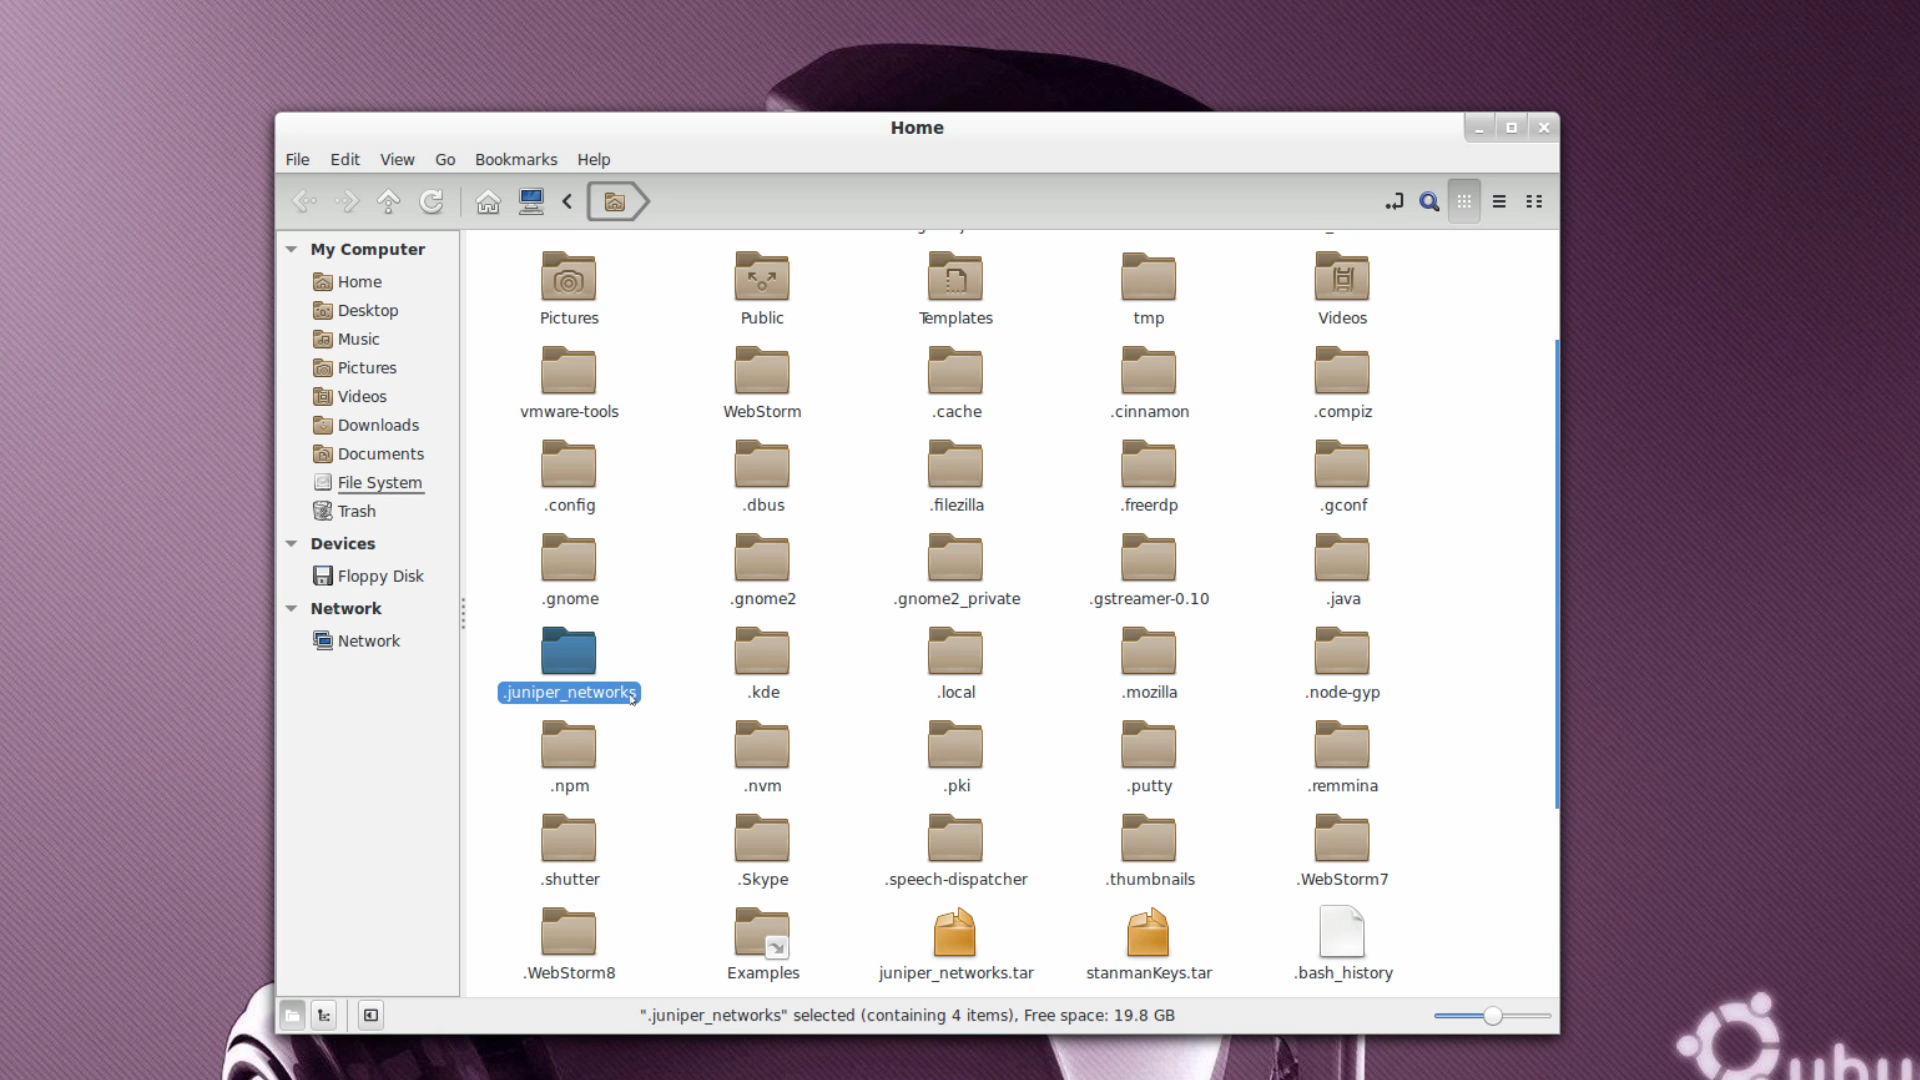 Home
File Edit View Go Bookmarks Help
My Computer
Home
Desktop
Music
Pictures
Videos
Downloads
Documents
File System
Trash
Devices
Floppy Disk
Network
Network
Pictures Public Templates tmp Videos
vmware-tools WebStorm .cache .cinnamon .compiz
.config .dbus .filezilla .freerdp .gconf
.gnome .gnome2 .gnome2_private .gstreamer-0.10 .java
.juniper_networks .kde .local .mozilla .node-gyp
.npm .nvm .pki .putty .remmina
.shutter .Skype .speech-dispatcher .thumbnails .WebStorm7
.WebStorm8 Examples juniper_networks.tar stanmanKeys.tar .bash_history
".juniper_networks" selected (containing 4 items), Free space: 19.8 GB